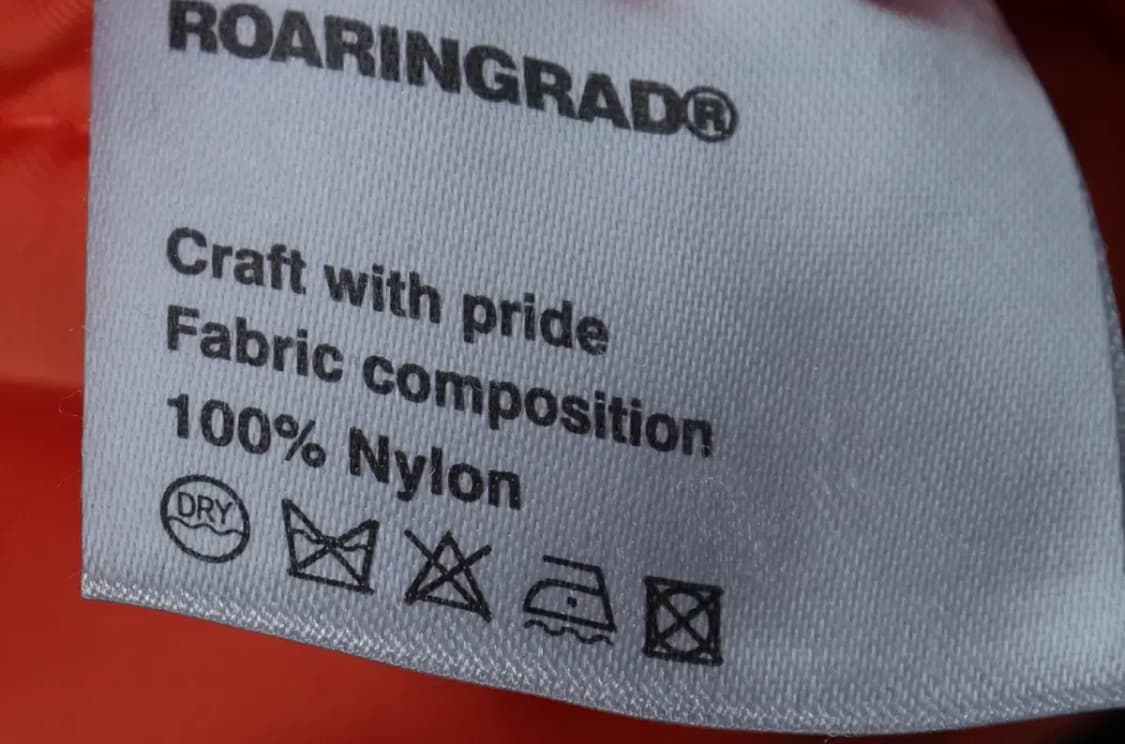 ROARINGRAD®
Craft with pride
Fabric composition
100% Nylon
DRY